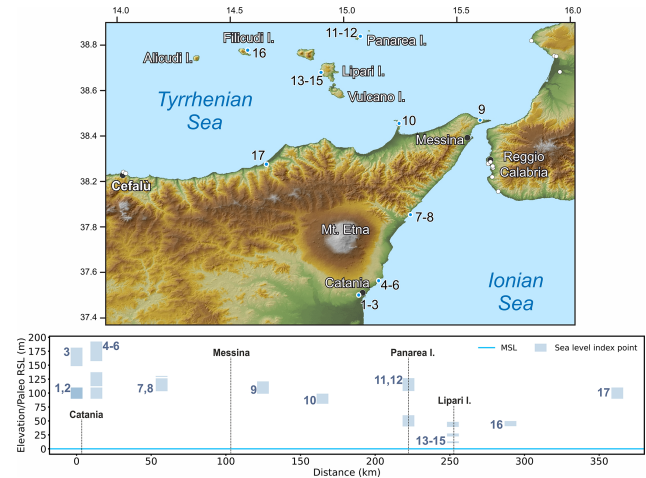 14.0 14.5 15.0 15.5 16.0
38.8
38.6
38.4
38.2
37.8
37.6
37.4
Filicudi I.
16
11-12
Panarea I.
Alicudi I.
13-15
Lipari I.
Vulcano I.
Tyrrhenian
Sea
10
9
Messina
17
Reggio
Calabria
Cefalù
7-8
Mt. Etna
Catania
4-6
1-3
Ionian
Sea
Elevation/Paleo RSL (m)
200
175
150
125
100
75
50
25
0
MSL
Sea level index point
3
4-6
1,2
Catania
7,8
Messina
9
10
Panarea I.
11,12
Lipari I.
13-15
16
17
0 50 100 150 200 250 300 350
Distance (km)